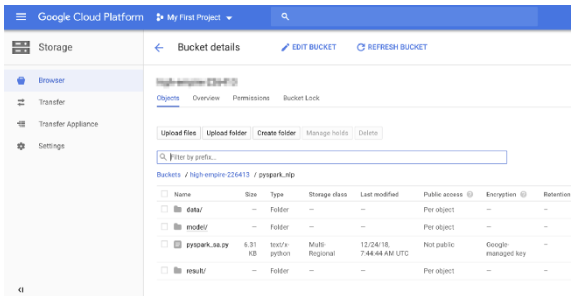 Google Cloud Platform My First Project
Storage
Bucket details
EDIT BUCKET
REFRESH BUCKET
Browser
Transfer
Transfer Appliance
Settings
Objects Overview Permissions Bucket Lock
Upload files Upload folder Create folder Manage holds Delete
Filter by prefix...
Buckets / high-empire-226413 / pyspark_nlp
Name Size Type Storage class Last modified Public access Encryption Retention
data/ — Folder — — Per object — —
model/ — Folder — — Per object — —
pyspark_sa.py 6.31 text/x- Multi- 12/24/18, Not public Google- —
KB python Regional 7:44:44 AM UTC managed key
result/ — Folder — — Per object — —